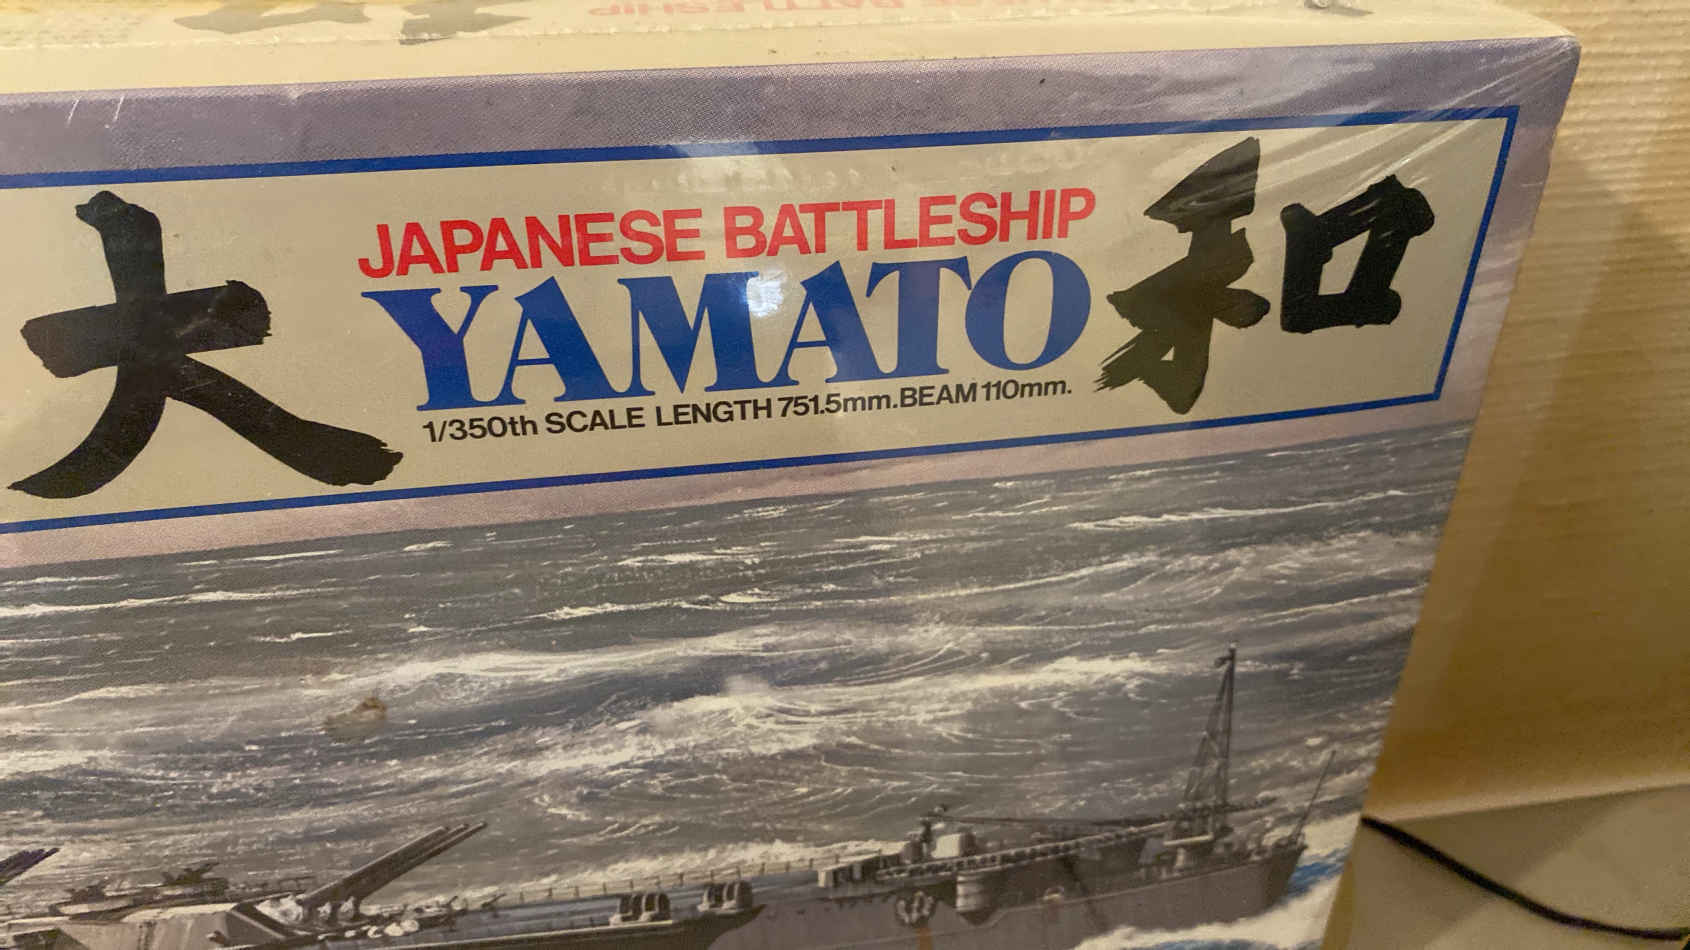 大和
JAPANESE BATTLESHIP
YAMATO
1/350th SCALE LENGTH 751.5mm. BEAM 110mm.